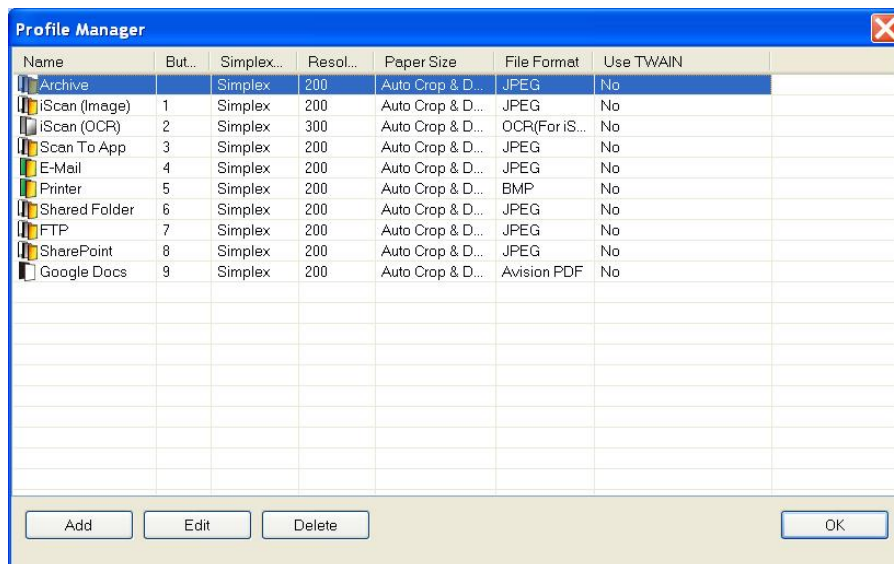 Profile Manager
Name But... Simplex... Resol... Paper Size File Format Use TWAIN
Archive Simplex 200 Auto Crop & D... JPEG No
iScan (Image) 1 Simplex 200 Auto Crop & D... JPEG No
iScan (OCR) 2 Simplex 300 Auto Crop & D... OCR(For iS... No
Scan To App 3 Simplex 200 Auto Crop & D... JPEG No
E-Mail 4 Simplex 200 Auto Crop & D... JPEG No
Printer 5 Simplex 200 Auto Crop & D... BMP No
Shared Folder 6 Simplex 200 Auto Crop & D... JPEG No
FTP 7 Simplex 200 Auto Crop & D... JPEG No
SharePoint 8 Simplex 200 Auto Crop & D... JPEG No
Google Docs 9 Simplex 200 Auto Crop & D... Avision PDF No
Add Edit Delete OK